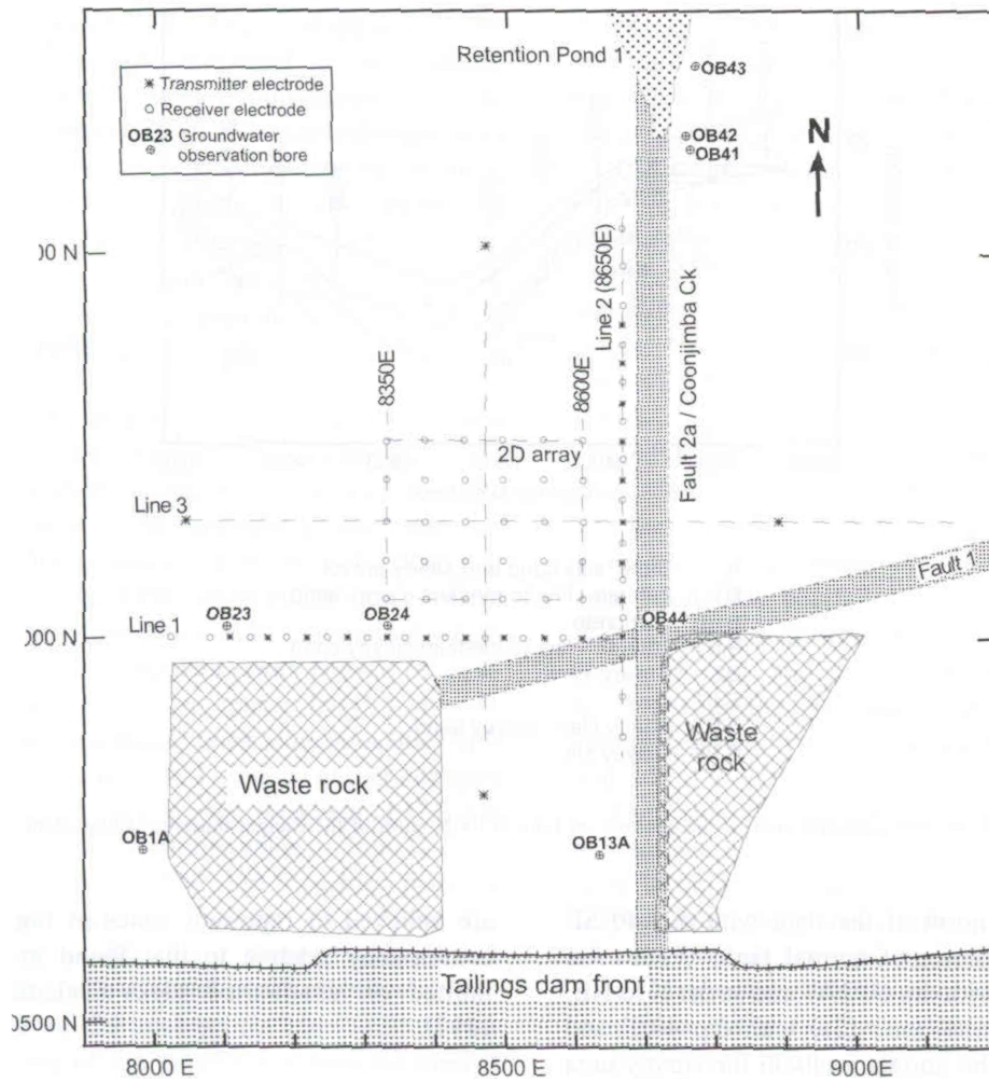 Retention Pond 1
OB43
Transmitter electrode
Receiver electrode
OB23 Groundwater
observation bore
OB42
OB41
N
00 N
Line 2 (8650E)
Fault 2a / Coonjimba Ck
8350E
8600E
2D array
Line 3
Fault 1
OB23
OB24
OB44
Line 1
000 N
Waste rock
Waste
rock
OB1A
OB13A
Tailings dam front
0500 N
8000 E
8500 E
9000 E